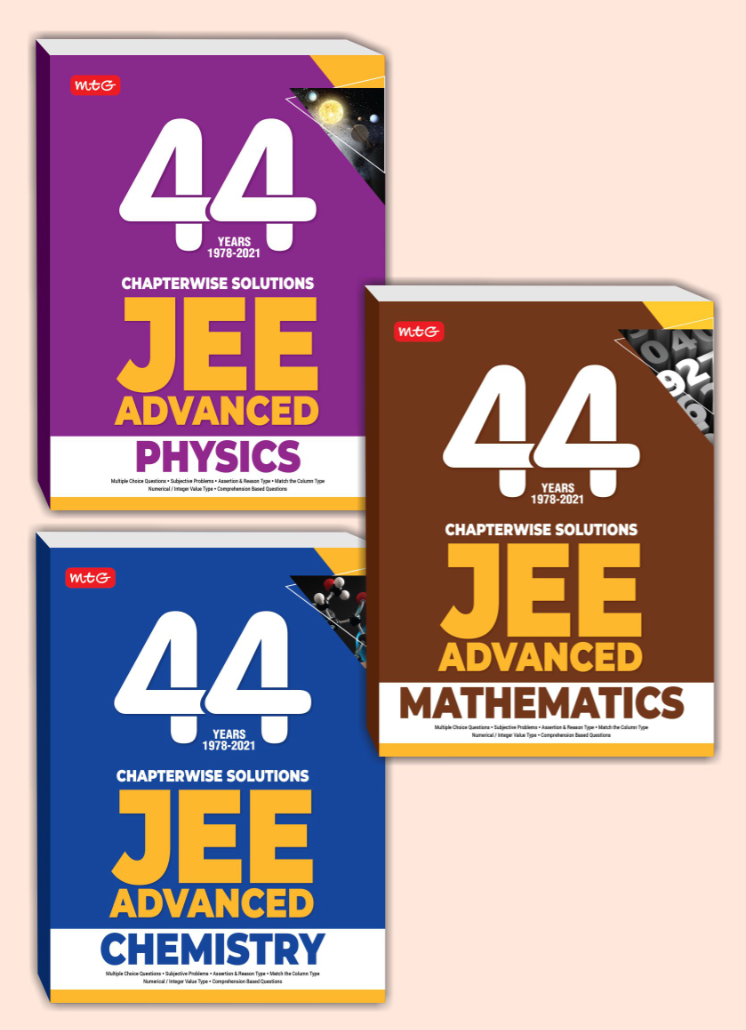 mtG
44
YEARS
1978-2021
CHAPTERWISE SOLUTIONS
JEE
ADVANCED
PHYSICS
Multiple Choice Questions • Subjective Problems • Assertion & Reason Type • Match the Column Type
Numerical / Integer Value Type • Comprehension Based Questions
mtG
44
YEARS
1978-2021
CHAPTERWISE SOLUTIONS
JEE
ADVANCED
MATHEMATICS
Multiple Choice Questions • Subjective Problems • Assertion & Reason Type • Match the Column Type
Numerical / Integer Value Type • Comprehension Based Questions
mtG
44
YEARS
1978-2021
CHAPTERWISE SOLUTIONS
JEE
ADVANCED
CHEMISTRY
Multiple Choice Questions • Subjective Problems • Assertion & Reason Type • Match the Column Type
Numerical / Integer Value Type • Comprehension Based Questions